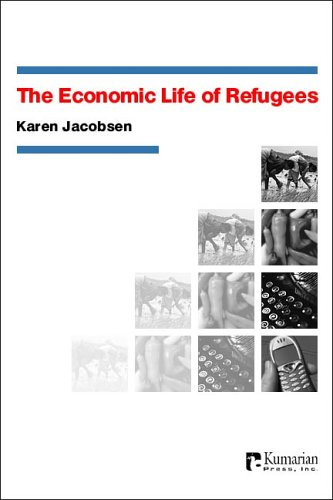 The Economic Life of Refugees
Karen Jacobsen
Kumarian
Press, Inc.